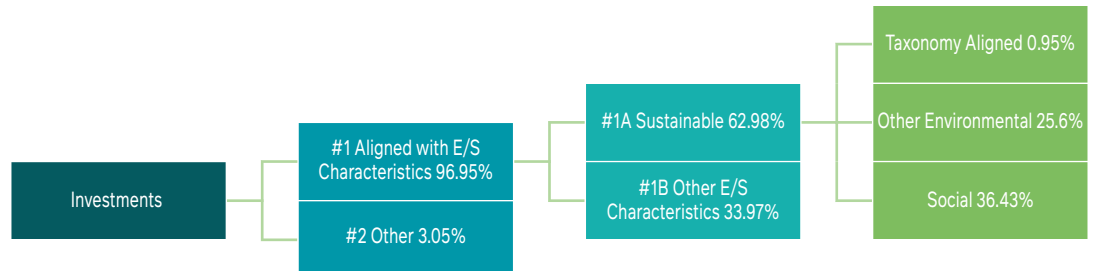 Investments
#1 Aligned with E/S
Characteristics 96.95%
#2 Other 3.05%
#1A Sustainable 62.98%
#1B Other E/S
Characteristics 33.97%
Taxonomy Aligned 0.95%
Other Environmental 25.6%
Social 36.43%